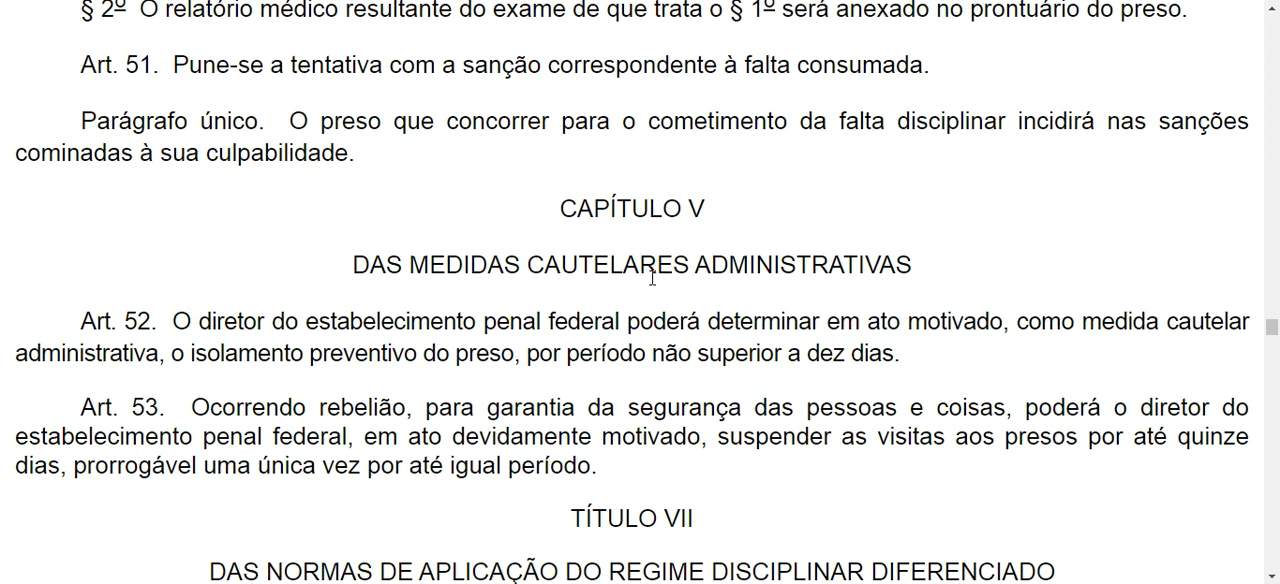 § 2º O relatório médico resultante do exame de que trata o § 1º será anexado no prontuário do preso.
Art. 51. Pune-se a tentativa com a sanção correspondente à falta consumada.
Parágrafo único. O preso que concorrer para o cometimento da falta disciplinar incidirá nas sanções
cominadas à sua culpabilidade.
CAPÍTULO V
DAS MEDIDAS CAUTELARES ADMINISTRATIVAS
Art. 52. O diretor do estabelecimento penal federal poderá determinar em ato motivado, como medida cautelar
administrativa, o isolamento preventivo do preso, por período não superior a dez dias.
Art. 53. Ocorrendo rebelião, para garantia da segurança das pessoas e coisas, poderá o diretor do
estabelecimento penal federal, em ato devidamente motivado, suspender as visitas aos presos por até quinze
dias, prorrogável uma única vez por até igual período.
TÍTULO VII
DAS NORMAS DE APLICAÇÃO DO REGIME DISCIPLINAR DIFERENCIADO